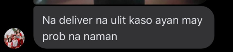 Na deliver na ulit kaso ayan may
prob na naman